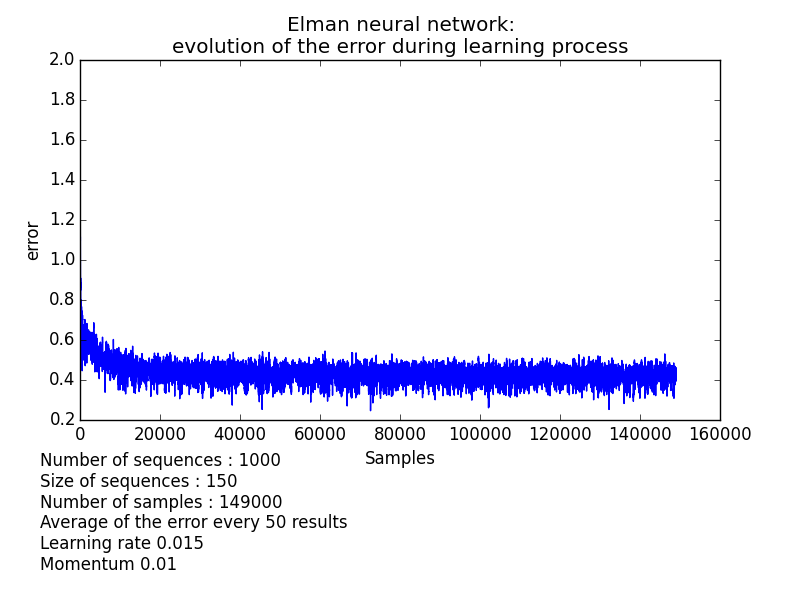 Elman neural network:
evolution of the error during learning process
2.0
1.8
1.6
1.4
1.2
1.0
0.8
0.6
0.4
0.2
error
0 20000 40000 60000 80000 100000 120000 140000 160000
Samples
Number of sequences : 1000
Size of sequences : 150
Number of samples : 149000
Average of the error every 50 results
Learning rate 0.015
Momentum 0.01